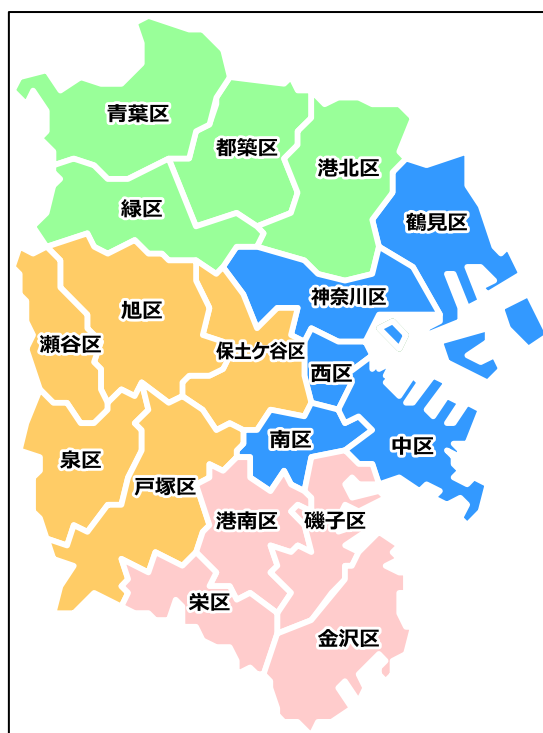 青葉区
都築区
港北区
緑区
鶴見区
神奈川区
旭区
瀬谷区
保土ケ谷区
西区
南区
中区
泉区
戸塚区
港南区
磯子区
栄区
金沢区